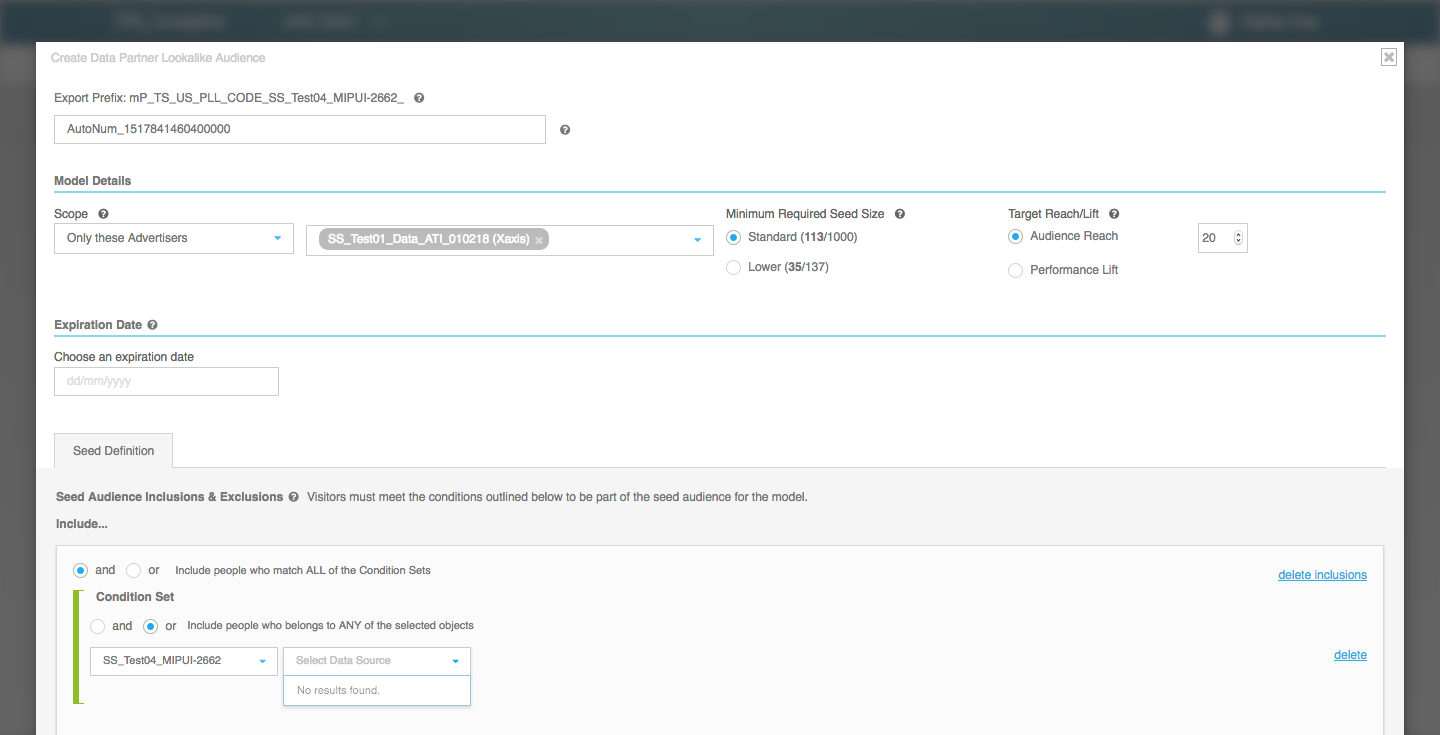 Create Data Partner Lookalike Audience
Export Prefix: mP_TS_US_PLL_CODE_SS_Test04_MIPUI-2662_
AutoNum_1517841460400000
Model Details
Scope
Minimum Required Seed Size
Target Reach/Lift
Only these Advertisers
SS_Test01_Data_ATI_010218 (Xaxis)
Standard (113/1000)
Audience Reach
20
Lower (35/137)
Performance Lift
Expiration Date
Choose an expiration date
dd/mm/yyyy
Seed Definition
Seed Audience Inclusions & Exclusions Visitors must meet the conditions outlined below to be part of the seed audience for the model.
Include...
and or Include people who match ALL of the Condition Sets
delete inclusions
Condition Set
and or Include people who belongs to ANY of the selected objects
SS_Test04_MIPUI-2662
Select Data Source
delete
No results found.